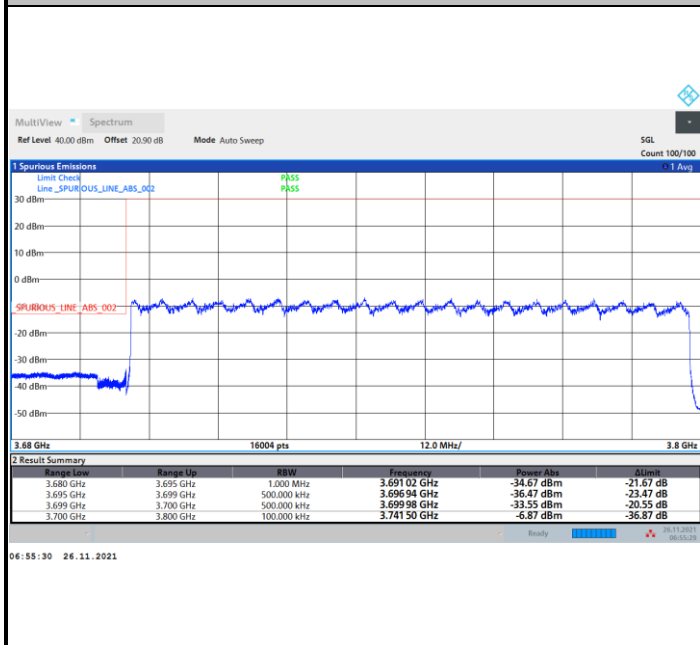 MultiView Spectrum
Ref Level 40.00 dBm Offset 20.90 dB Mode Auto Sweep SGL
Count 100/100
1 Spurious Emissions 1 Avg
Limit Check PASS
Line _SPURIOUS_LINE_ABS_002 PASS
30 dBm
20 dBm
10 dBm
0 dBm
_SPURIOUS_LINE_ABS_002
-20 dBm
-30 dBm
-40 dBm
-50 dBm
3.68 GHz 16004 pts 12.0 MHz/ 3.8 GHz
2 Result Summary
Range Low Range Up RBW Frequency Power Abs ΔLimit
3.680 GHz 3.695 GHz 1.000 MHz 3.691 02 GHz -34.67 dBm -21.67 dB
3.695 GHz 3.699 GHz 500.000 kHz 3.696 94 GHz -36.47 dBm -23.47 dB
3.699 GHz 3.700 GHz 500.000 kHz 3.699 98 GHz -33.55 dBm -20.55 dB
3.700 GHz 3.800 GHz 100.000 kHz 3.741 50 GHz -6.87 dBm -36.87 dB
Ready 26.11.2021
06:55:29
06:55:30 26.11.2021